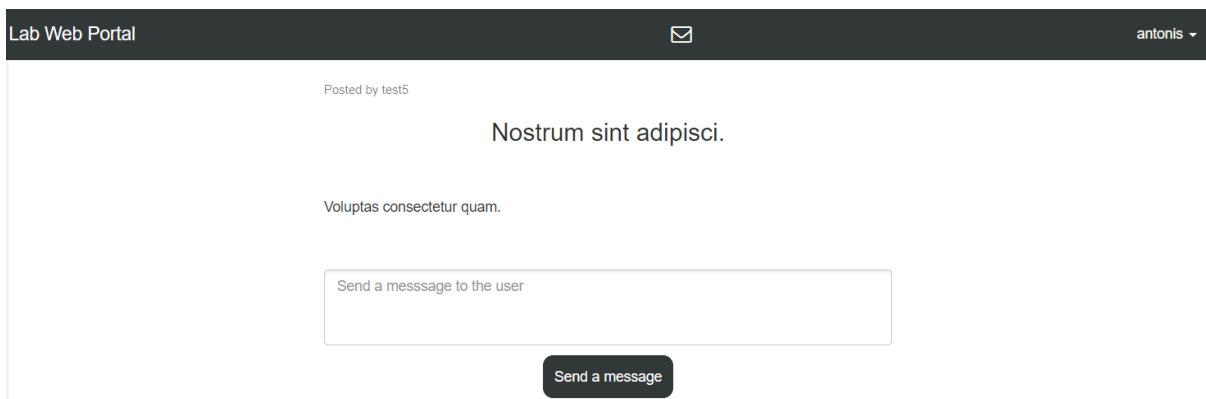 Lab Web Portal
antonis
Posted by test5
Nostrum sint adipisci.
Voluptas consectetur quam.
Send a messsage to the user
Send a message